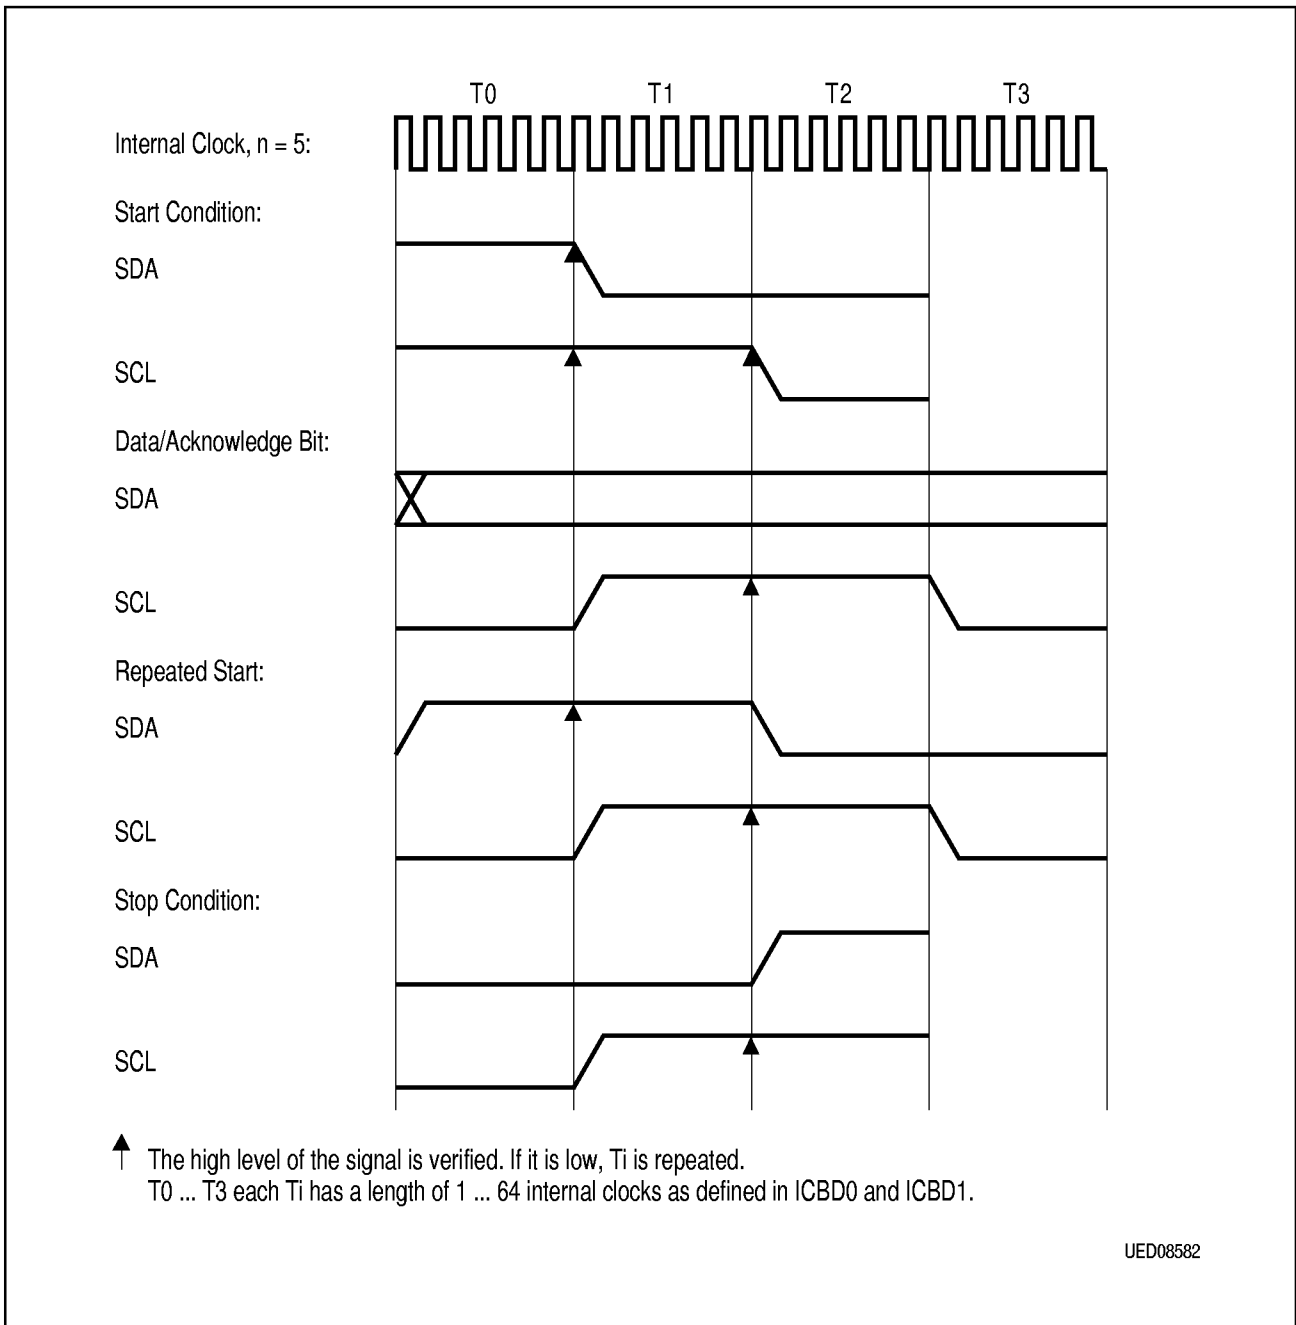 T0 T1 T2 T3
Internal Clock, n = 5:
Start Condition:
SDA
SCL
Data/Acknowledge Bit:
SDA
SCL
Repeated Start:
SDA
SCL
Stop Condition:
SDA
SCL
The high level of the signal is verified. If it is low, Ti is repeated.
T0 ... T3 each Ti has a length of 1 ... 64 internal clocks as defined in ICBD0 and ICBD1.
UED08582